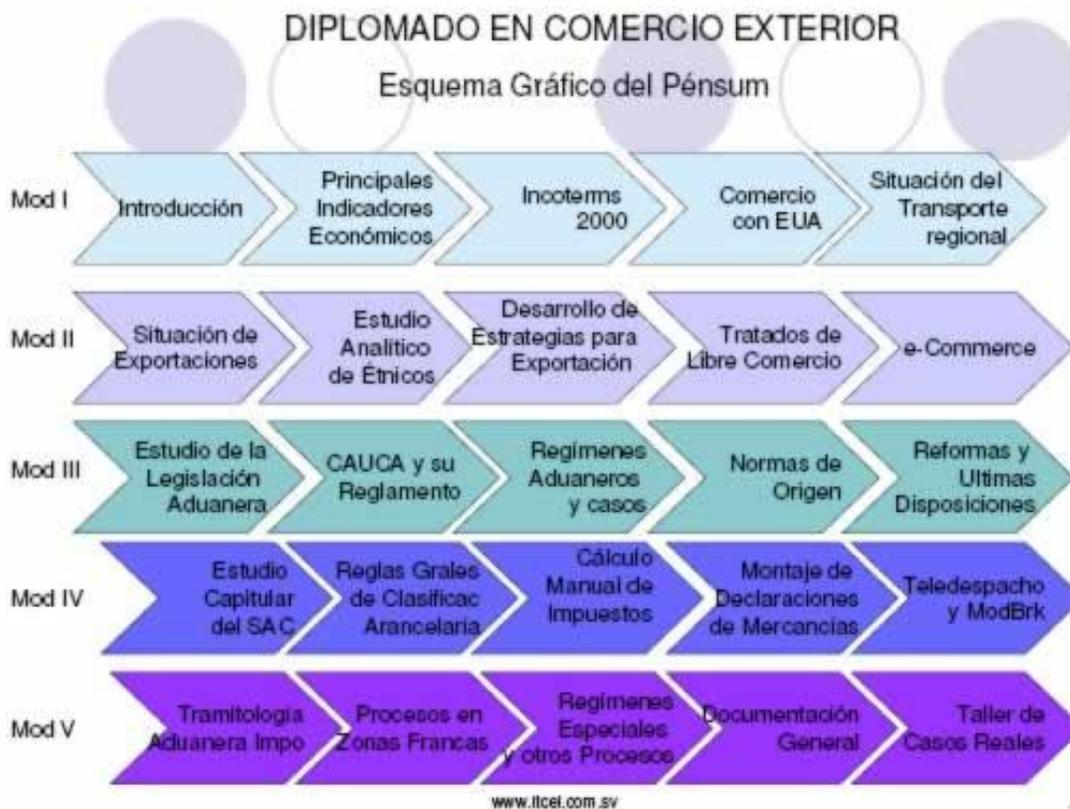 DIPLOMADO EN COMERCIO EXTERIOR
Esquema Gráfico del Pénsum
Mod I
Introducción
Principales
Indicadores
Económicos
Incoterms
2000
Comercio
con EUA
Situación del
Transporte
regional
Mod II
Situación de
Exportaciones
Estudio
Analítico
de Étnicos
Desarrollo de
Estrategias para
Exportación
Tratados de
Libre Comercio
e-Commerce
Mod III
Estudio de la
Legislación
Aduanera
CAUCA y su
Reglamento
Regímenes
Aduaneros
y casos
Normas de
Origen
Reformas y
Ultimas
Disposiciones
Mod IV
Estudio
Capitular
del SAC
Reglas Grales
de Clasificac
Arancelaria
Cálculo
Manual de
Impuestos
Montaje de
Declaraciones
de Mercancias
Teledespacho
y ModBrk
Mod V
Tramitología
Aduanera Impo
Procesos en
Zonas Francas
Regímenes
Especiales
y otros Procesos
Documentación
General
Taller de
Casos Reales
www.itcei.com.sv